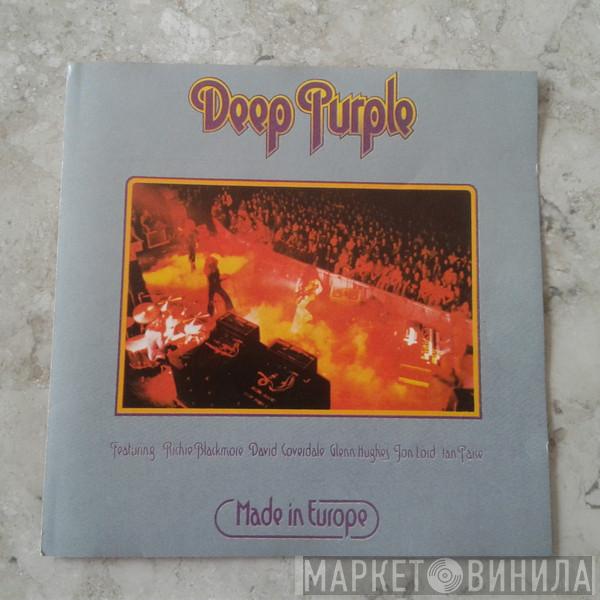 Deep Purple
Featuring Richie Blackmore David Coverdale Glenn Hughes Jon Lord Ian Paice
Made in Europe
МАРКЕТ ВИНИЛА